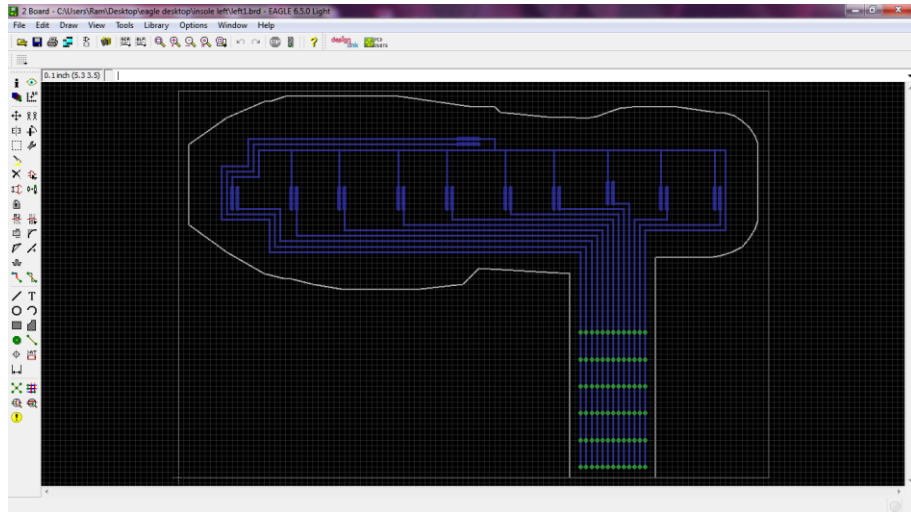 2 Board - C:\Users\Ram\Desktop\eagle desktop\insole left\left1.brd - EAGLE 6.5.0 Light
File Edit Draw View Tools Library Options Window Help
0.1 inch (5.3 3.5)